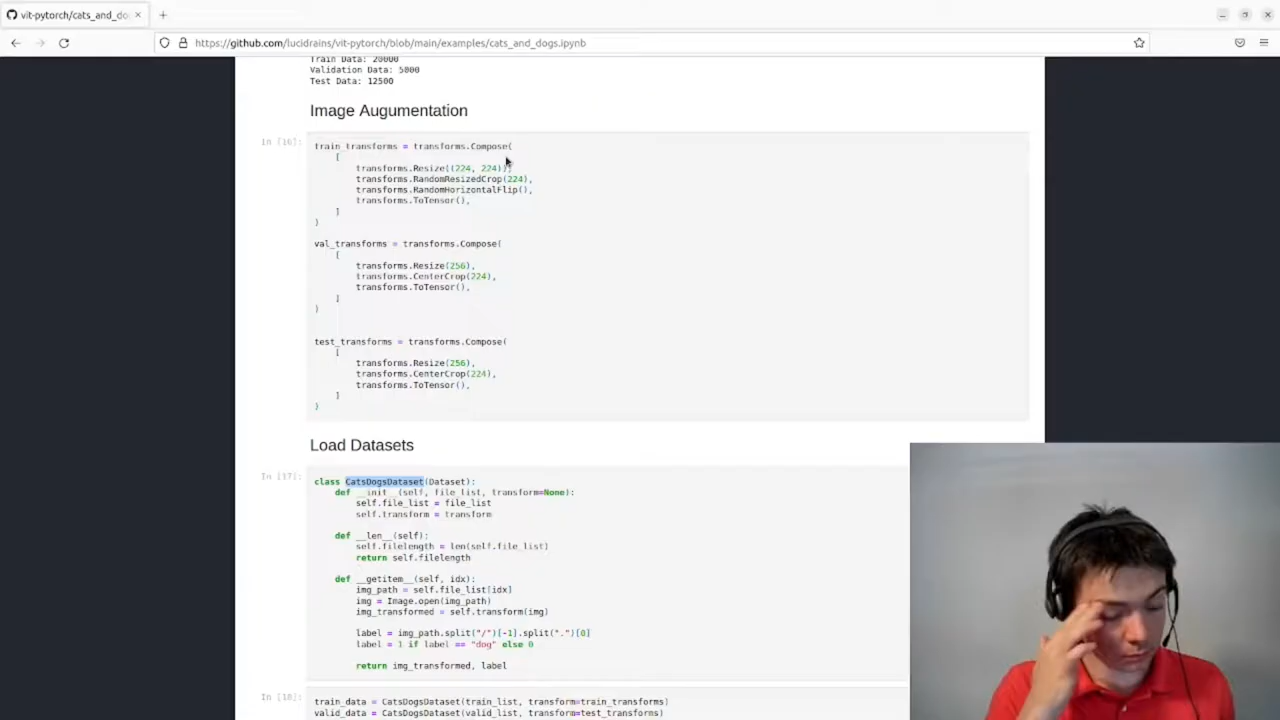 vit-pytorch/cats_and_do
https://github.com/lucidrains/vit-pytorch/blob/main/examples/cats_and_dogs.ipynb
Train Data: 20000
Validation Data: 5000
Test Data: 12500
Image Augumentation
In [16]:
train_transforms = transforms.Compose(
[
transforms.Resize((224, 224)),
transforms.RandomResizedCrop(224),
transforms.RandomHorizontalFlip(),
transforms.ToTensor(),
]
)
val_transforms = transforms.Compose(
[
transforms.Resize(256),
transforms.CenterCrop(224),
transforms.ToTensor(),
]
)
test_transforms = transforms.Compose(
[
transforms.Resize(256),
transforms.CenterCrop(224),
transforms.ToTensor(),
]
)
Load Datasets
In [17]:
class CatsDogsDataset(Dataset):
def __init__(self, file_list, transform=None):
self.file_list = file_list
self.transform = transform
def __len__(self):
self.filelength = len(self.file_list)
return self.filelength
def __getitem__(self, idx):
img_path = self.file_list[idx]
img = Image.open(img_path)
img_transformed = self.transform(img)
label = img_path.split("/")[-1].split(".")[0]
label = 1 if label == "dog" else 0
return img_transformed, label
In [18]:
train_data = CatsDogsDataset(train_list, transform=train_transforms)
valid_data = CatsDogsDataset(valid_list, transform=test_transforms)